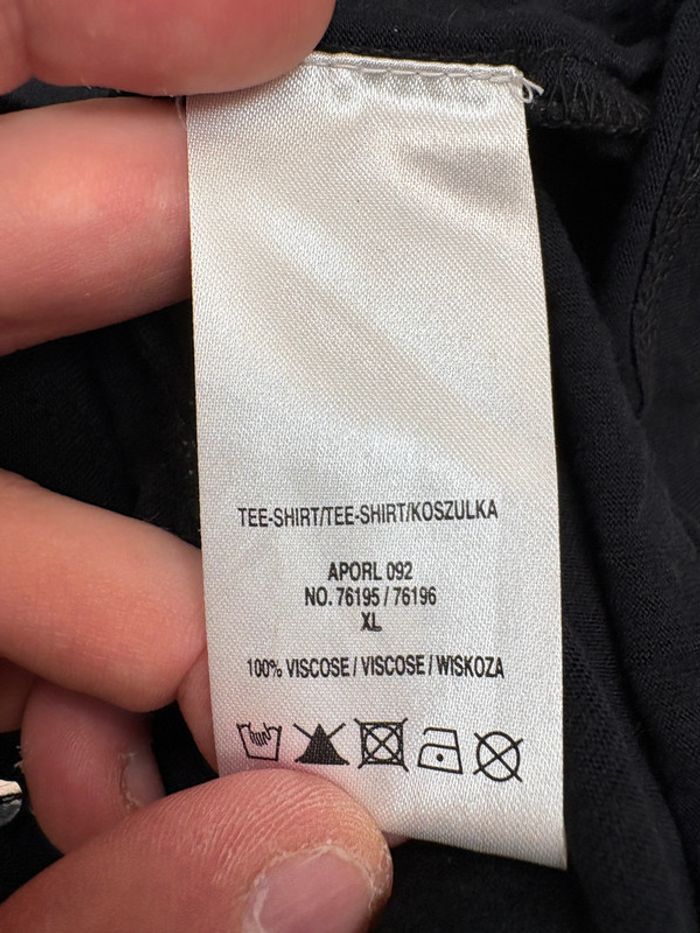 TEE-SHIRT/TEE-SHIRT/KOSZULKA
APORL 092
NO. 76195 / 76196
XL
100% VISCOSE / VISCOSE / WISKOZA